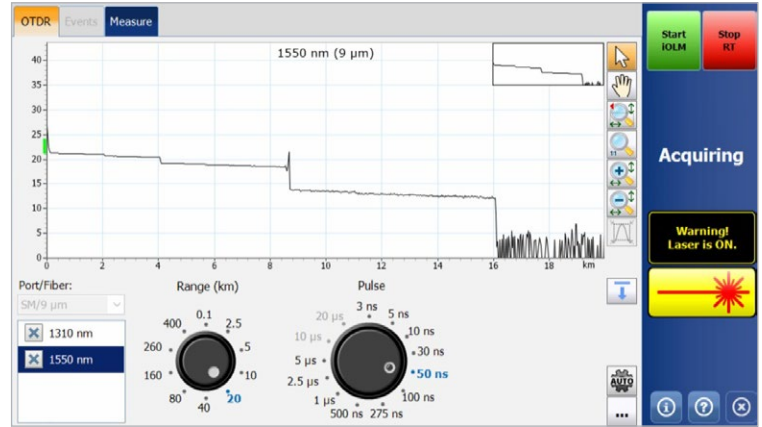 OTDR Events Measure
Start iOLM
Stop RT
1550 nm (9 µm)
40
35
30
25
20
15
10
5
0
0 2 4 6 8 10 12 14 16 18 km
Acquiring
Warning!
Laser is ON.
Port/Fiber:
SM/9 µm
1310 nm
1550 nm
Range (km)
0.1
2.5
5
10
20
40
80
160
260
400
Pulse
3 ns
5 ns
10 ns
30 ns
50 ns
100 ns
275 ns
500 ns
1 µs
2.5 µs
5 µs
10 µs
20 µs
1:1
AUTO
...